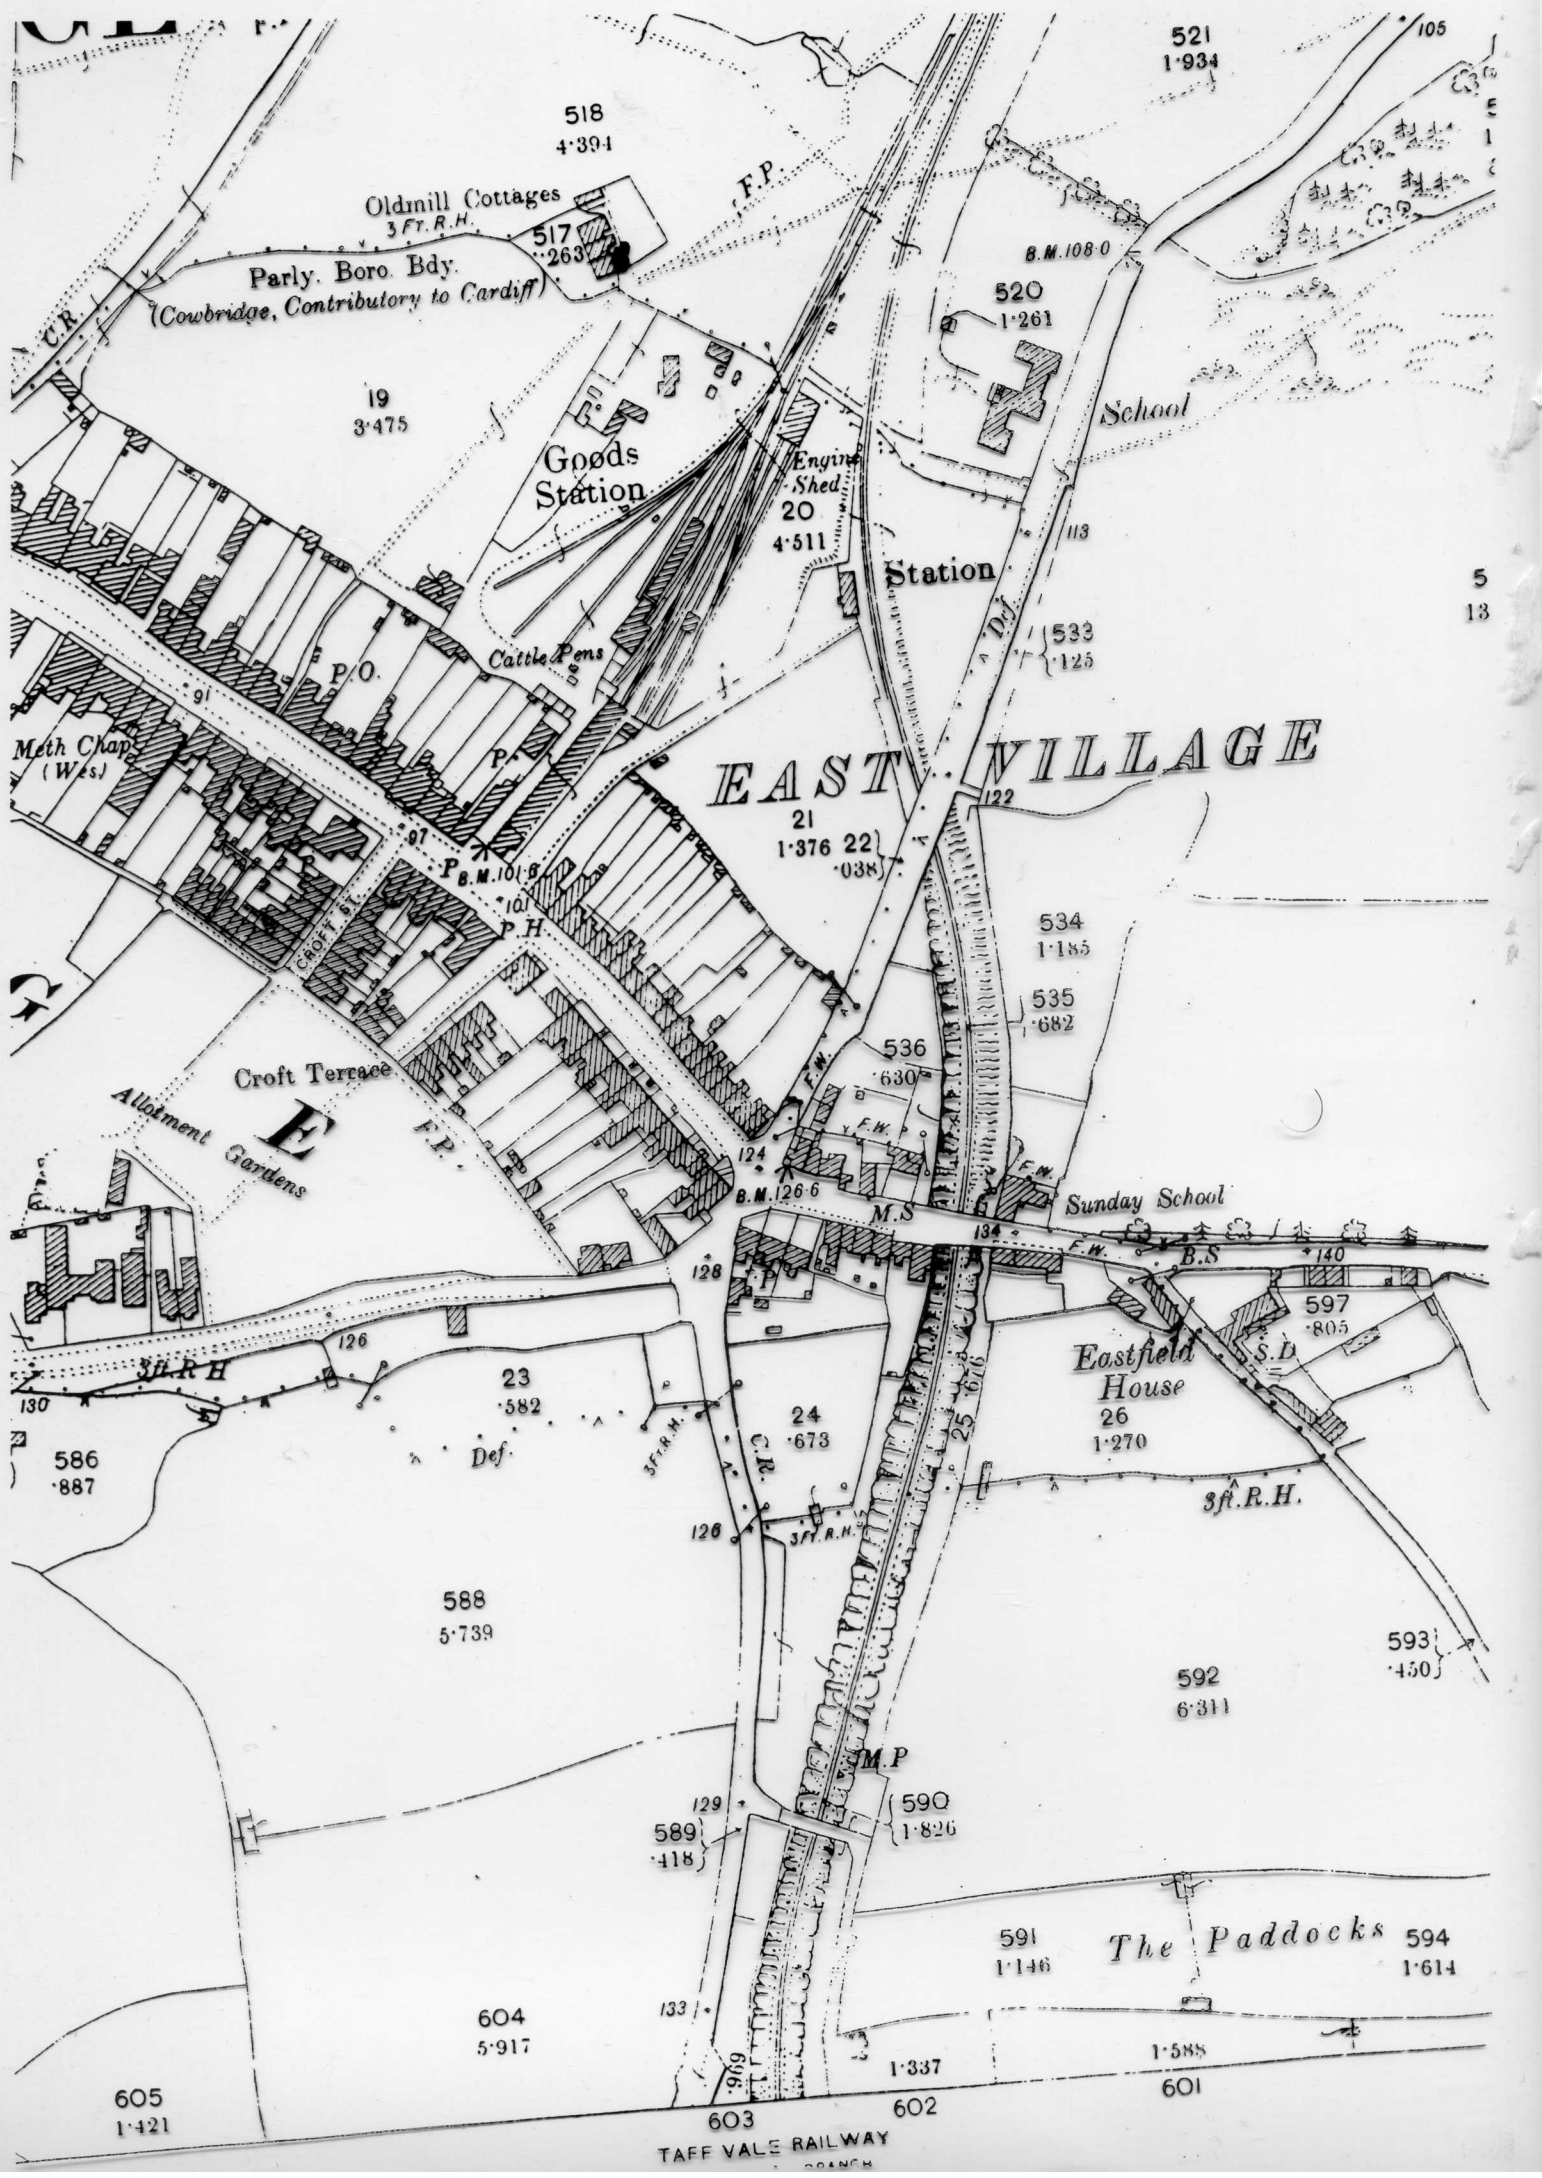 F.P.
105
521
1·934
518
4·394
F.P.
Oldmill Cottages
3 FT. R.H.
517
·263
Parly. Boro. Bdy.
(Cowbridge, Contributory to Cardiff)
C.R.
B.M.108·0
520
1·261
School
19
3·475
Goods
Station
Engine
Shed
20
4·511
113
Station
5
13
Def.
533
·125
Cattle Pens
P.O.
91
Meth Chap
(Wes)
P.
EAST VILLAGE
122
21
1·376
22
·038
97
P
B.M.101·8
101
P.H
CROFT ST.
534
1·185
535
·682
536
·630
F.W.
F.W.
F.W.
Croft Terrace
Allotment Gardens
E
F.P.
124
B.M.126·6
M.S
Sunday School
134
F.W.
B.S
140
128
P
597
·805
S.D
Eastfield
House
126
3ft.R H
130
23
·582
Def.
3FT.R.H.
24
·673
C.R.
25
·676
26
1·270
3ft.R.H.
586
·887
126
3FT.R.H.
588
5·739
593
·450
592
6·311
M.P
129
590
1·826
589
·418
591
1·146
The Paddocks
594
1·614
133
604
5·917
·969
1·337
1·588
605
1·421
603
602
601
TAFF VALE RAILWAY
BRANCH